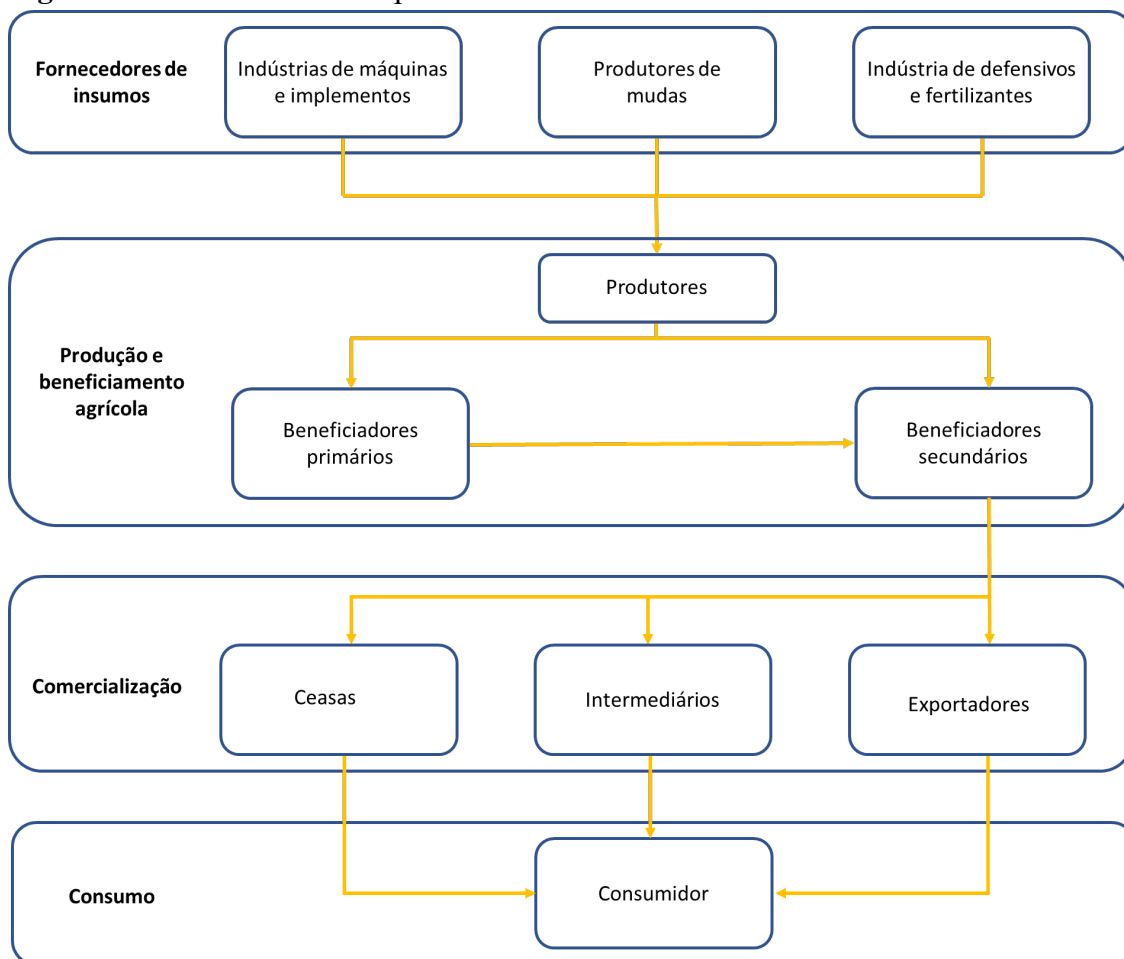 Fornecedores de
insumos
Indústrias de máquinas
e implementos
Produtores de
mudas
Indústria de defensivos
e fertilizantes
Produtores
Produção e
beneficiamento
agrícola
Beneficiadores
primários
Beneficiadores
secundários
Comercialização
Ceasas
Intermediários
Exportadores
Consumo
Consumidor